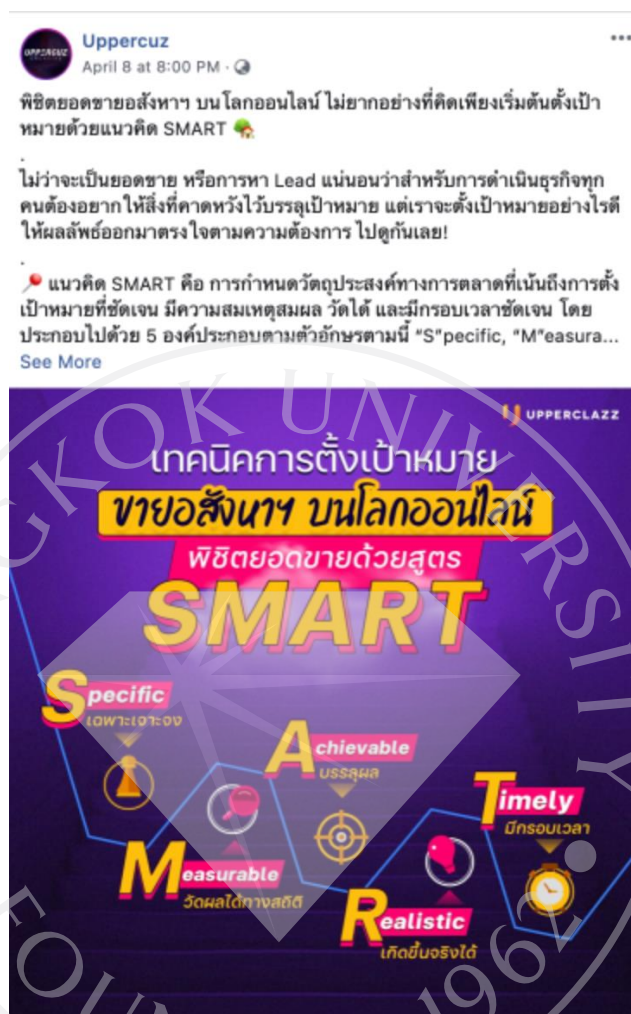 Uppercuz
April 8 at 8:00 PM ·
พิชิตยอดขายอสังหาฯ บนโลกออนไลน์ ไม่ยากอย่างที่คิดเพียงเริ่มต้นตั้งเป้า
หมายด้วยแนวคิด SMART 🏡
.
ไม่ว่าจะเป็นยอดขาย หรือการหา Lead แน่นอนว่าสำหรับการดำเนินธุรกิจทุก
คนต้องอยากให้สิ่งที่คาดหวังไว้บรรลุเป้าหมาย แต่เราจะตั้งเป้าหมายอย่างไรดี
ให้ผลลัพธ์ออกมาตรงใจตามความต้องการ ไปดูกันเลย!
.
📍 แนวคิด SMART คือ การกำหนดวัตถุประสงค์ทางการตลาดที่เน้นถึงการตั้ง
เป้าหมายที่ชัดเจน มีความสมเหตุสมผล วัดได้ และมีกรอบเวลาชัดเจน โดย
ประกอบไปด้วย 5 องค์ประกอบตามตัวอักษรตามนี้ "S"pecific, "M"easura...
See More
UPPERCLAZZ
เทคนิคการตั้งเป้าหมาย
ขายอสังหาฯ บนโลกออนไลน์
พิชิตยอดขายด้วยสูตร
SMART
Specific
เฉพาะเจาะจง
Measurable
วัดผลได้ทางสถิติ
Achievable
บรรลุผล
Realistic
เกิดขึ้นจริงได้
Timely
มีกรอบเวลา